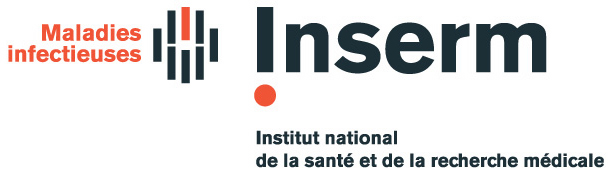 Maladies
infectieuses
Inserm
Institut national
de la santé et de la recherche médicale